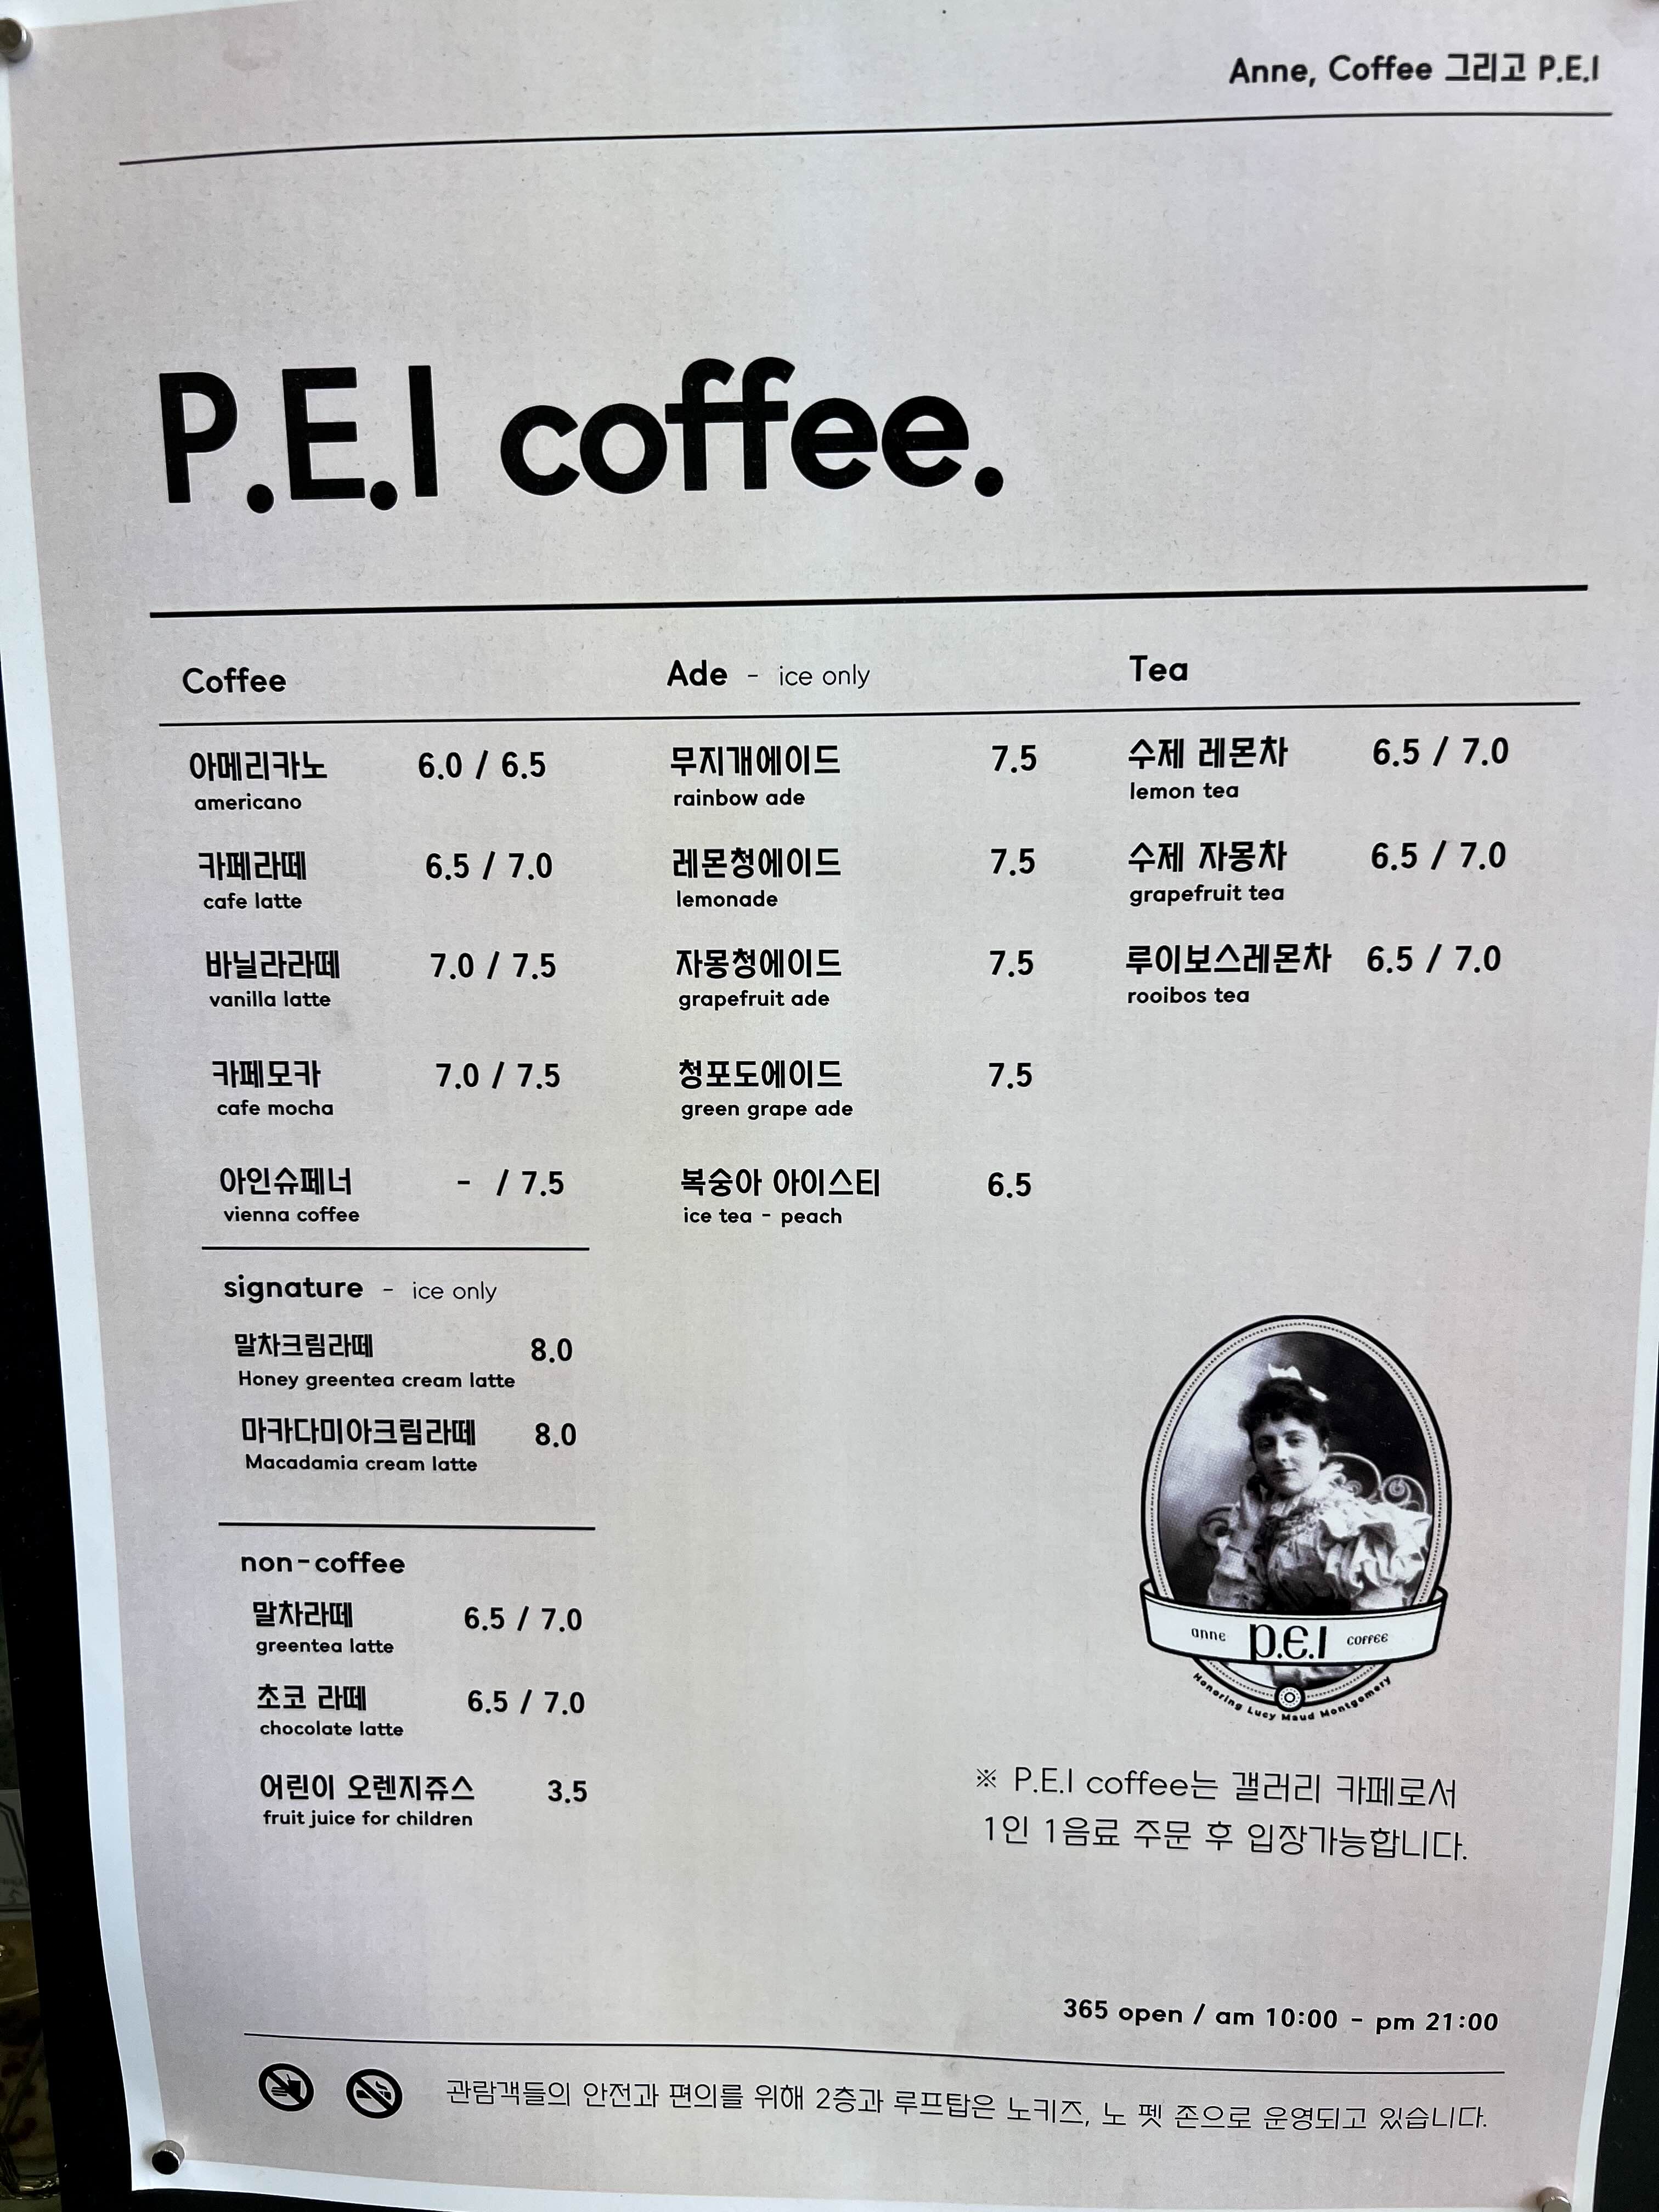 Anne, Coffee 그리고 P.E.I
P.E.I coffee.
Coffee
아메리카노 6.0 / 6.5
americano
카페라떼 6.5 / 7.0
cafe latte
바닐라라떼 7.0 / 7.5
vanilla latte
카페모카 7.0 / 7.5
cafe mocha
아인슈페너 - / 7.5
vienna coffee
signature - ice only
말차크림라떼 8.0
Honey greentea cream latte
마카다미아크림라떼 8.0
Macadamia cream latte
non-coffee
말차라떼 6.5 / 7.0
greentea latte
초코 라떼 6.5 / 7.0
chocolate latte
어린이 오렌지쥬스 3.5
fruit juice for children
Ade - ice only
무지개에이드 7.5
rainbow ade
레몬청에이드 7.5
lemonade
자몽청에이드 7.5
grapefruit ade
청포도에이드 7.5
green grape ade
복숭아 아이스티 6.5
ice tea - peach
Tea
수제 레몬차 6.5 / 7.0
lemon tea
수제 자몽차 6.5 / 7.0
grapefruit tea
루이보스레몬차 6.5 / 7.0
rooibos tea
anne p.e.I coffee
Honoring Lucy Maud Montgomery
※ P.E.I coffee는 갤러리 카페로서
1인 1음료 주문 후 입장가능합니다.
365 open / am 10:00 - pm 21:00
관람객들의 안전과 편의를 위해 2층과 루프탑은 노키즈, 노 펫 존으로 운영되고 있습니다.